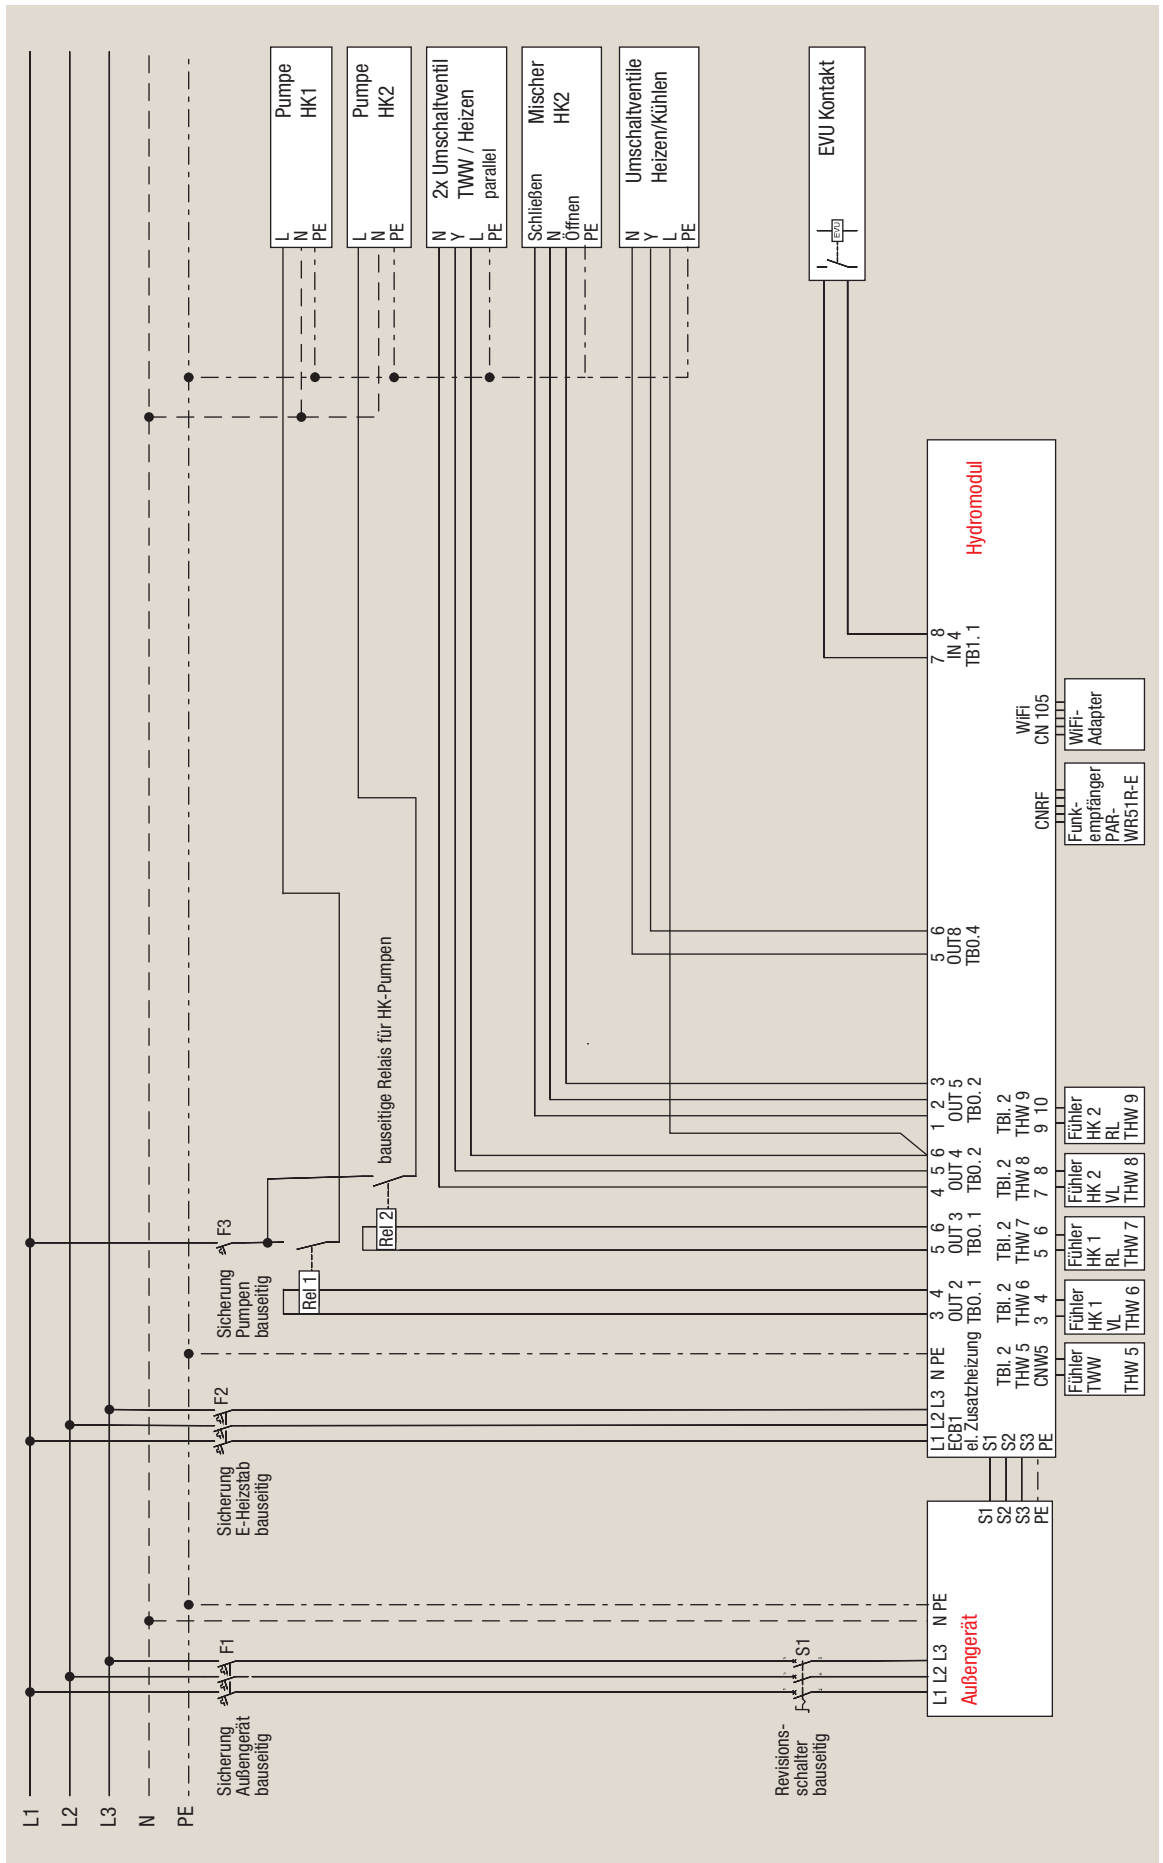 L1
L2
L3
N
PE
Pumpe
HK1
L
N
PE
Pumpe
HK2
L
N
PE
2x Umschaltventil
TWW / Heizen
parallel
N
Y
L
PE
Mischer
HK2
Schließen
N
Öffnen
PE
Umschaltventile
Heizen/Kühlen
N
Y
L
PE
EVU Kontakt
EVU
Sicherung
Außengerät
bauseitig
F1
Sicherung
E-Heizstab
bauseitig
F2
Sicherung
Pumpen
bauseitig
F3
Rel 1
Rel 2
bauseitige Relais für HK-Pumpen
Revisions-
schalter
bauseitig
S1
L1 L2 L3 N PE
Außengerät
S1
S2
S3
PE
L1 L2 L3 N PE
ECB1
el. Zusatzheizung
S1
S2
S3
PE
3 4
OUT 2
TBO. 1
5 6
OUT 3
TBO. 1
4 5 6
OUT 4
TBO. 2
1 2 3
OUT 5
TBO. 2
5 6
OUT8
TBO.4
7 8
IN 4
TB1. 1
Hydromodul
TBI. 2
THW 5
CNW5
TBI. 2
THW 6
3 4
TBI. 2
THW 7
5 6
TBI. 2
THW 8
7 8
TBI. 2
THW 9
9 10
CNRF
WiFi
CN 105
Fühler
TWW
THW 5
Fühler
HK 1
VL
THW 6
Fühler
HK 1
RL
THW 7
Fühler
HK 2
VL
THW 8
Fühler
HK 2
RL
THW 9
Funk-
empfänger
PAR-
WR51R-E
WiFi-
Adapter